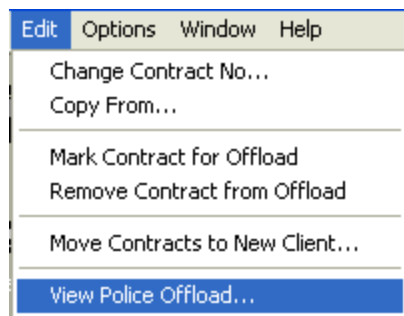 Edit Options Window Help
Change Contract No...
Copy From...
Mark Contract for Offload
Remove Contract from Offload
Move Contracts to New Client...
View Police Offload...